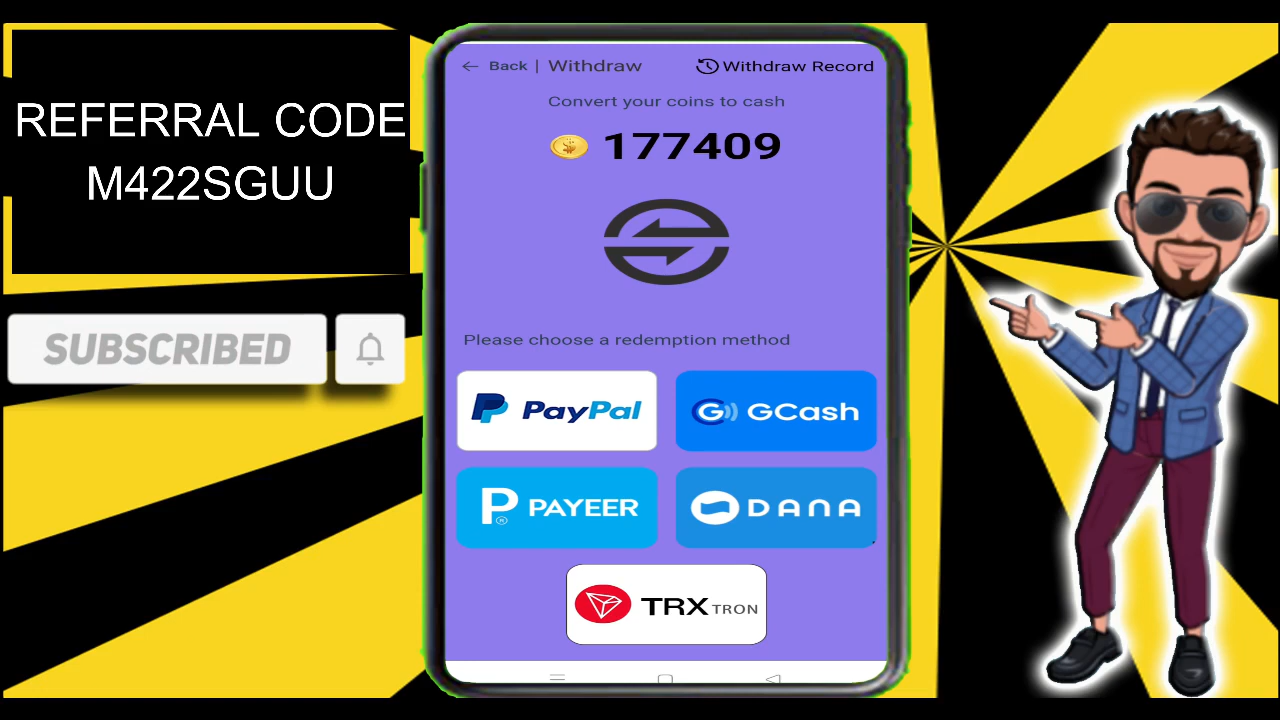 REFERRAL CODE
M422SGUU
SUBSCRIBED
Back | Withdraw
Withdraw Record
Convert your coins to cash
177409
Please choose a redemption method
PayPal
G GCash
P® PAYEER
DANA
TRX TRON